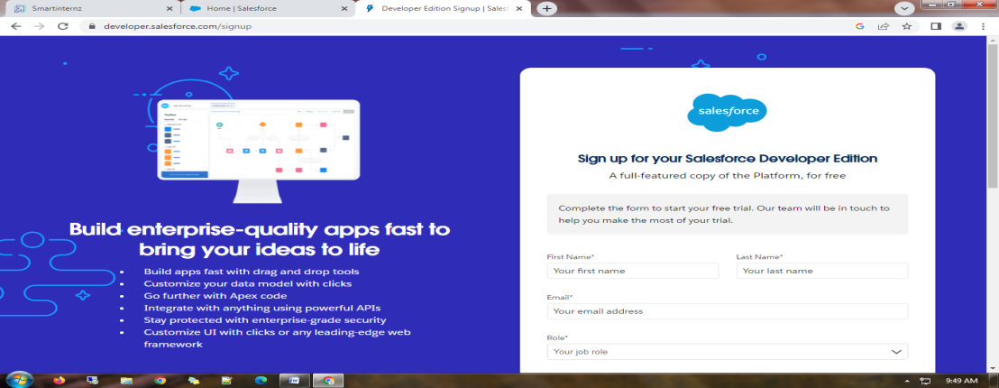 Smartinternz
Home | Salesforce
Developer Edition Signup | Sales
developer.salesforce.com/signup
Build enterprise-quality apps fast to
bring your ideas to life
• Build apps fast with drag and drop tools
• Customize your data model with clicks
• Go further with Apex code
• Integrate with anything using powerful APIs
• Stay protected with enterprise-grade security
• Customize UI with clicks or any leading-edge web
framework
salesforce
Sign up for your Salesforce Developer Edition
A full-featured copy of the Platform, for free
Complete the form to start your free trial. Our team will be in touch to
help you make the most of your trial.
First Name* Last Name*
Your first name Your last name
Email*
Your email address
Role*
Your job role
9:49 AM